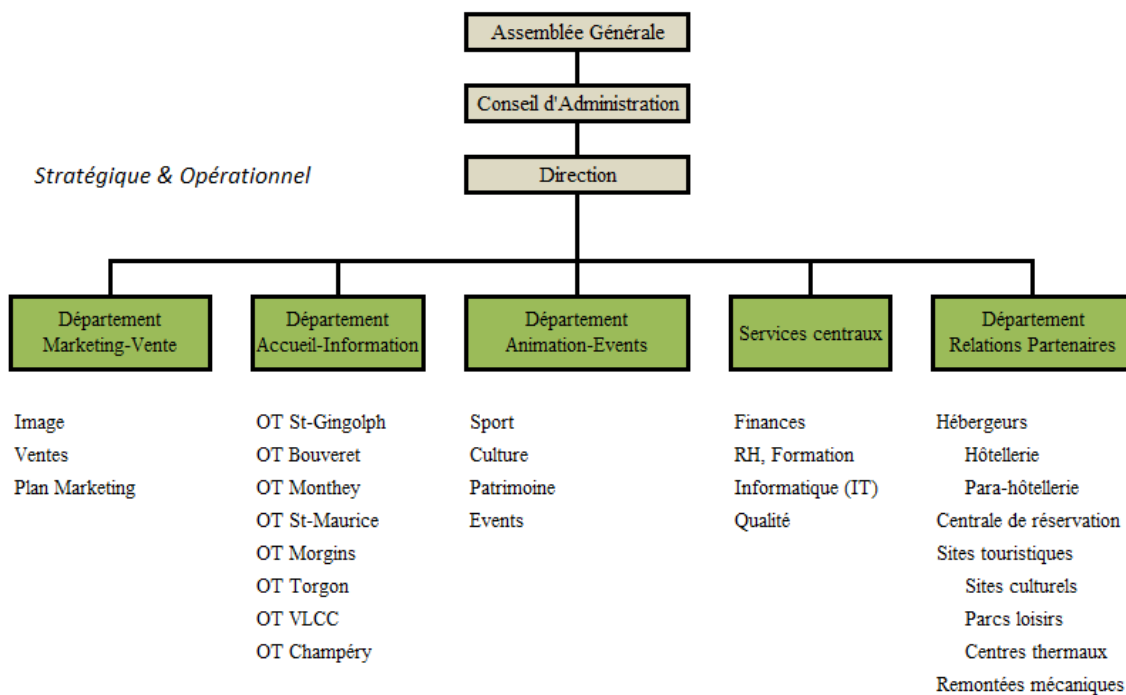 Assemblée Générale
Conseil d'Administration
Direction
Stratégique & Opérationnel
Département
Marketing-Vente
Image
Ventes
Plan Marketing
Département
Accueil-Information
OT St-Gingolph
OT Bouveret
OT Monthey
OT St-Maurice
OT Morgins
OT Torgon
OT VLCC
OT Champéry
Département
Animation-Events
Sport
Culture
Patrimoine
Events
Services centraux
Finances
RH, Formation
Informatique (IT)
Qualité
Département
Relations Partenaires
Hébergeurs
Hôtellerie
Para-hôtellerie
Centrale de réservation
Sites touristiques
Sites culturels
Parcs loisirs
Centres thermaux
Remontées mécaniques